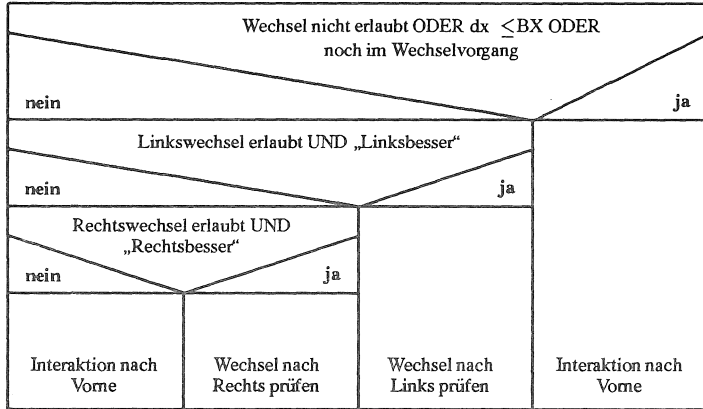 Wechsel nicht erlaubt ODER dx ≤BX ODER
noch im Wechselvorgang
nein
ja
Linkswechsel erlaubt UND „Linksbesser“
nein
ja
Rechtswechsel erlaubt UND
„Rechtsbesser“
nein
ja
Interaktion nach
Vorne
Wechsel nach
Rechts prüfen
Wechsel nach
Links prüfen
Interaktion nach
Vorne